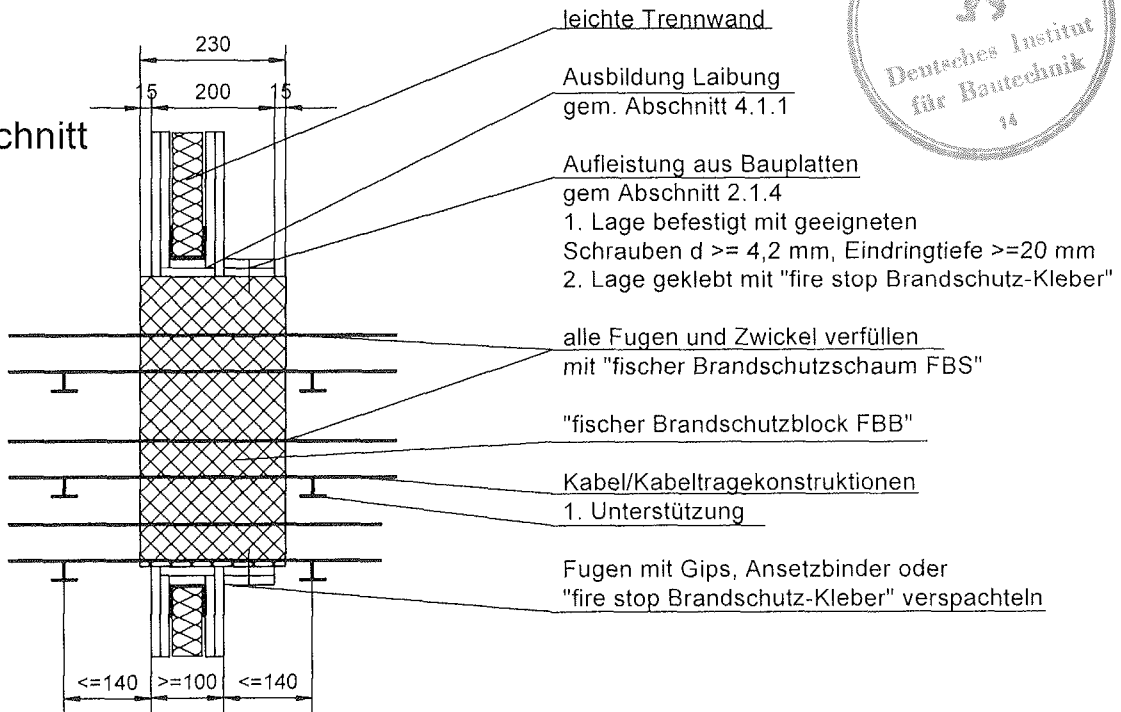 leichte Trennwand
230
15 200 15
Ausbildung Laibung
gem. Abschnitt 4.1.1
chnitt
Aufleistung aus Bauplatten
gem Abschnitt 2.1.4
1. Lage befestigt mit geeigneten
Schrauben d >= 4,2 mm, Eindringtiefe >=20 mm
2. Lage geklebt mit "fire stop Brandschutz-Kleber"
alle Fugen und Zwickel verfüllen
mit "fischer Brandschutzschaum FBS"
"fischer Brandschutzblock FBB"
Kabel/Kabeltragekonstruktionen
1. Unterstützung
Fugen mit Gips, Ansetzbinder oder
"fire stop Brandschutz-Kleber" verspachteln
<=140 >=100 <=140
Deutsches Institut
für Bautechnik
14